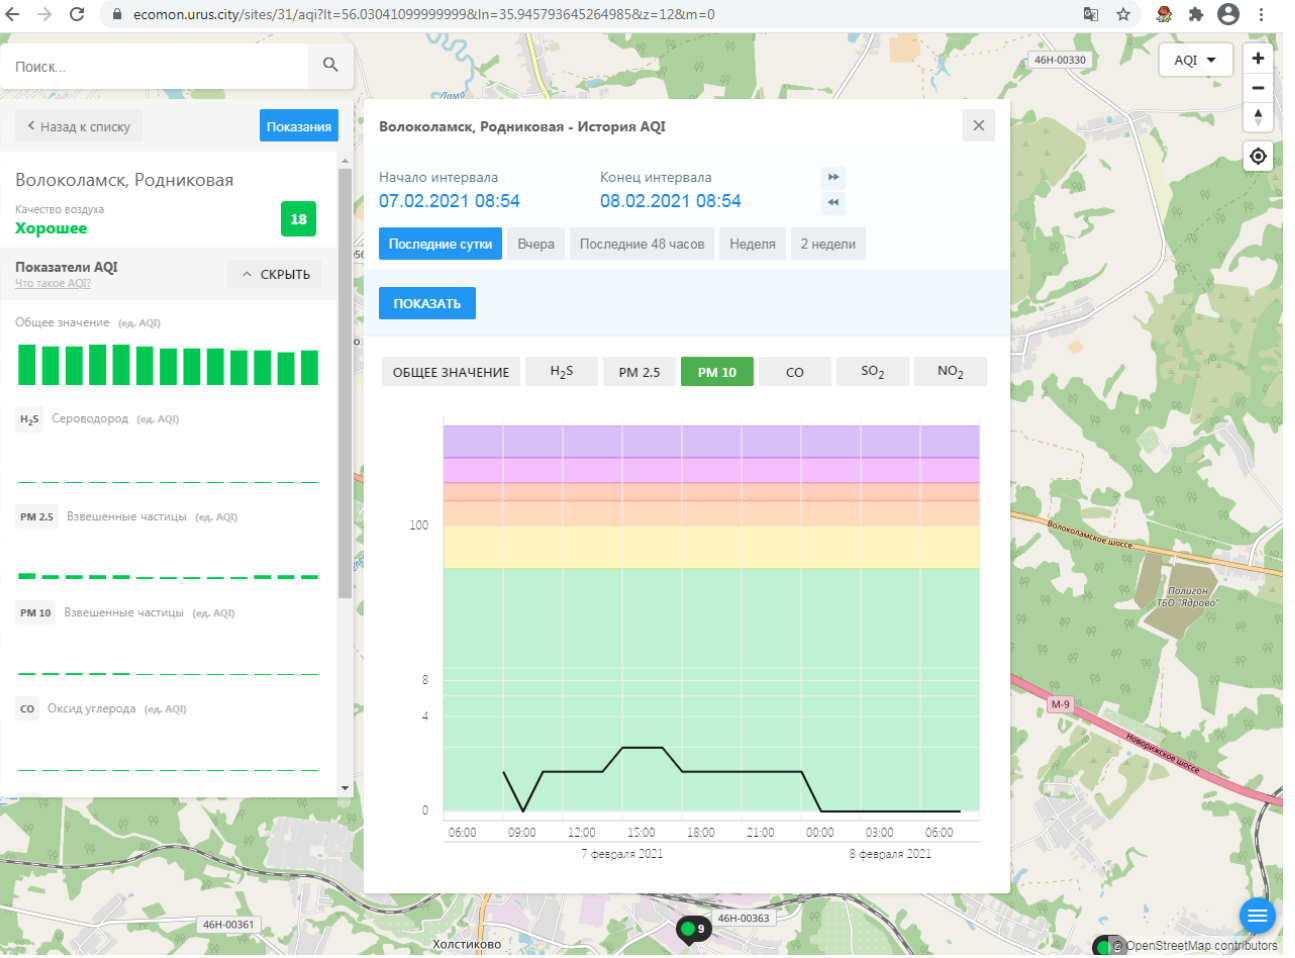 ecomon.urus.city/sites/31/aqi?lt=56.03041099999999&ln=35.945793645264985&z=12&m=0
Поиск...
46Н-00330
AQI
Назад к списку
Показания
Волоколамск, Родниковая - История AQI
Волоколамск, Родниковая
Качество воздуха
Хорошее
18
Начало интервала
Конец интервала
07.02.2021 08:54
08.02.2021 08:54
Последние сутки
Вчера
Последние 48 часов
Неделя
2 недели
Показатели AQI
Что такое AQI?
СКРЫТЬ
ПОКАЗАТЬ
Общее значение (ед. AQI)
ОБЩЕЕ ЗНАЧЕНИЕ
H₂S
PM 2.5
PM 10
CO
SO₂
NO₂
H₂S Сероводород (ед. AQI)
PM 2.5 Взвешенные частицы (ед. AQI)
PM 10 Взвешенные частицы (ед. AQI)
CO Оксид углерода (ед. AQI)
100
8
4
0
06:00 09:00 12:00 15:00 18:00 21:00 00:00 03:00 06:00
7 февраля 2021
8 февраля 2021
Волоколамское шоссе
Полигон
ТБО "Ядрово"
М-9
Новорижское шоссе
46Н-00361
46Н-00363
9
Холстиково
© OpenStreetMap contributors